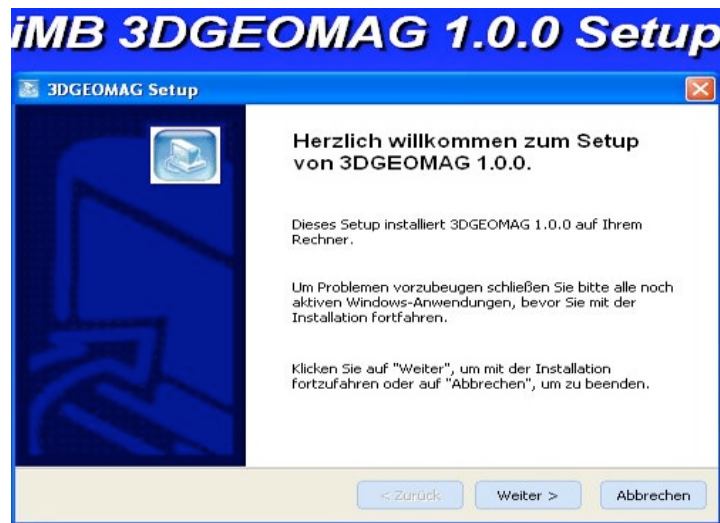 iMB 3DGEOMAG 1.0.0 Setup
3DGEOMAG Setup
Herzlich willkommen zum Setup
von 3DGEOMAG 1.0.0.
Dieses Setup installiert 3DGEOMAG 1.0.0 auf Ihrem
Rechner.
Um Problemen vorzubeugen schließen Sie bitte alle noch
aktiven Windows-Anwendungen, bevor Sie mit der
Installation fortfahren.
Klicken Sie auf "Weiter", um mit der Installation
fortzufahren oder auf "Abbrechen", um zu beenden.
< Zurück Weiter > Abbrechen